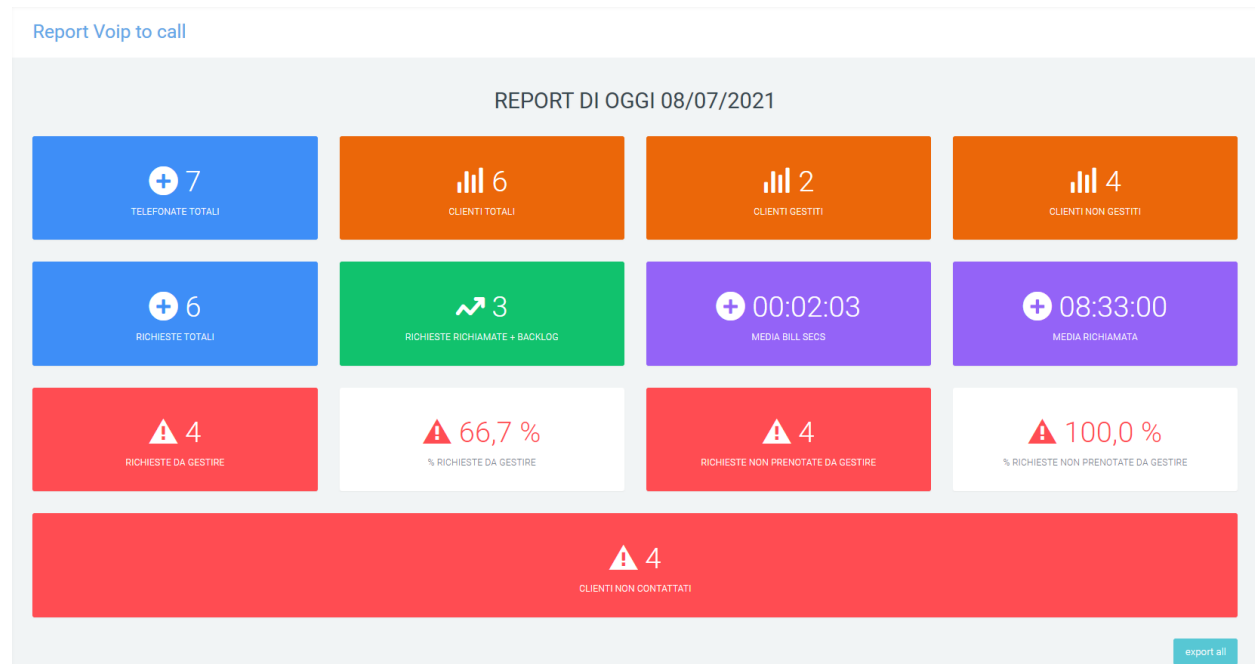 Report Voip to call
REPORT DI OGGI 08/07/2021
7
TELEFONATE TOTALI
6
CLIENTI TOTALI
2
CLIENTI GESTITI
4
CLIENTI NON GESTITI
6
RICHIESTE TOTALI
3
RICHIESTE RICHIAMATE + BACKLOG
00:02:03
MEDIA BILL SECS
08:33:00
MEDIA RICHIAMATA
4
RICHIESTE DA GESTIRE
66,7 %
% RICHIESTE DA GESTIRE
4
RICHIESTE NON PRENOTATE DA GESTIRE
100,0 %
% RICHIESTE NON PRENOTATE DA GESTIRE
4
CLIENTI NON CONTATTATI
export all